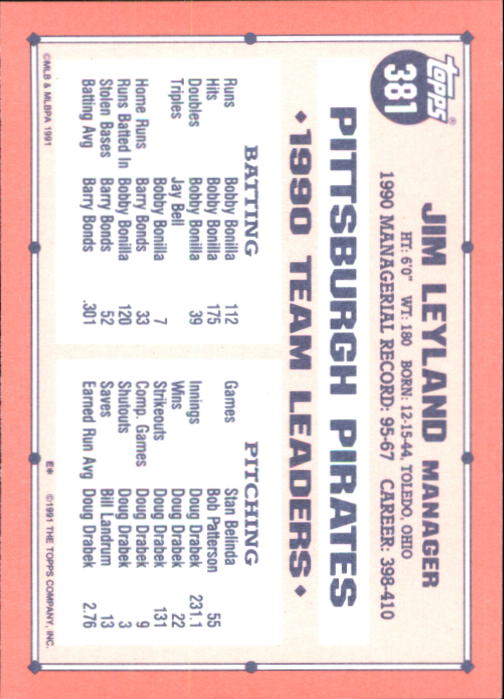 Topps®
381
JIM LEYLAND MANAGER
HT: 6'0" WT: 180 BORN: 12-15-44, TOLEDO, OHIO
1990 MANAGERIAL RECORD: 95-67 CAREER: 398-410
PITTSBURGH PIRATES
♦ 1990 TEAM LEADERS ♦
BATTING
Runs Bobby Bonilla 112
Hits Bobby Bonilla 175
Doubles Bobby Bonilla 39
Triples Jay Bell
Bobby Bonilla 7
Home Runs Barry Bonds 33
Runs Batted In Bobby Bonilla 120
Stolen Bases Barry Bonds 52
Batting Avg Barry Bonds .301
PITCHING
Games Stan Belinda
Bob Patterson 55
Innings Doug Drabek 231.1
Wins Doug Drabek 22
Strikeouts Doug Drabek 131
Comp. Games Doug Drabek 9
Shutouts Doug Drabek 3
Saves Bill Landrum 13
Earned Run Avg Doug Drabek 2.76
©MLB & MLBPA 1991
E* ©1991 THE TOPPS COMPANY, INC.